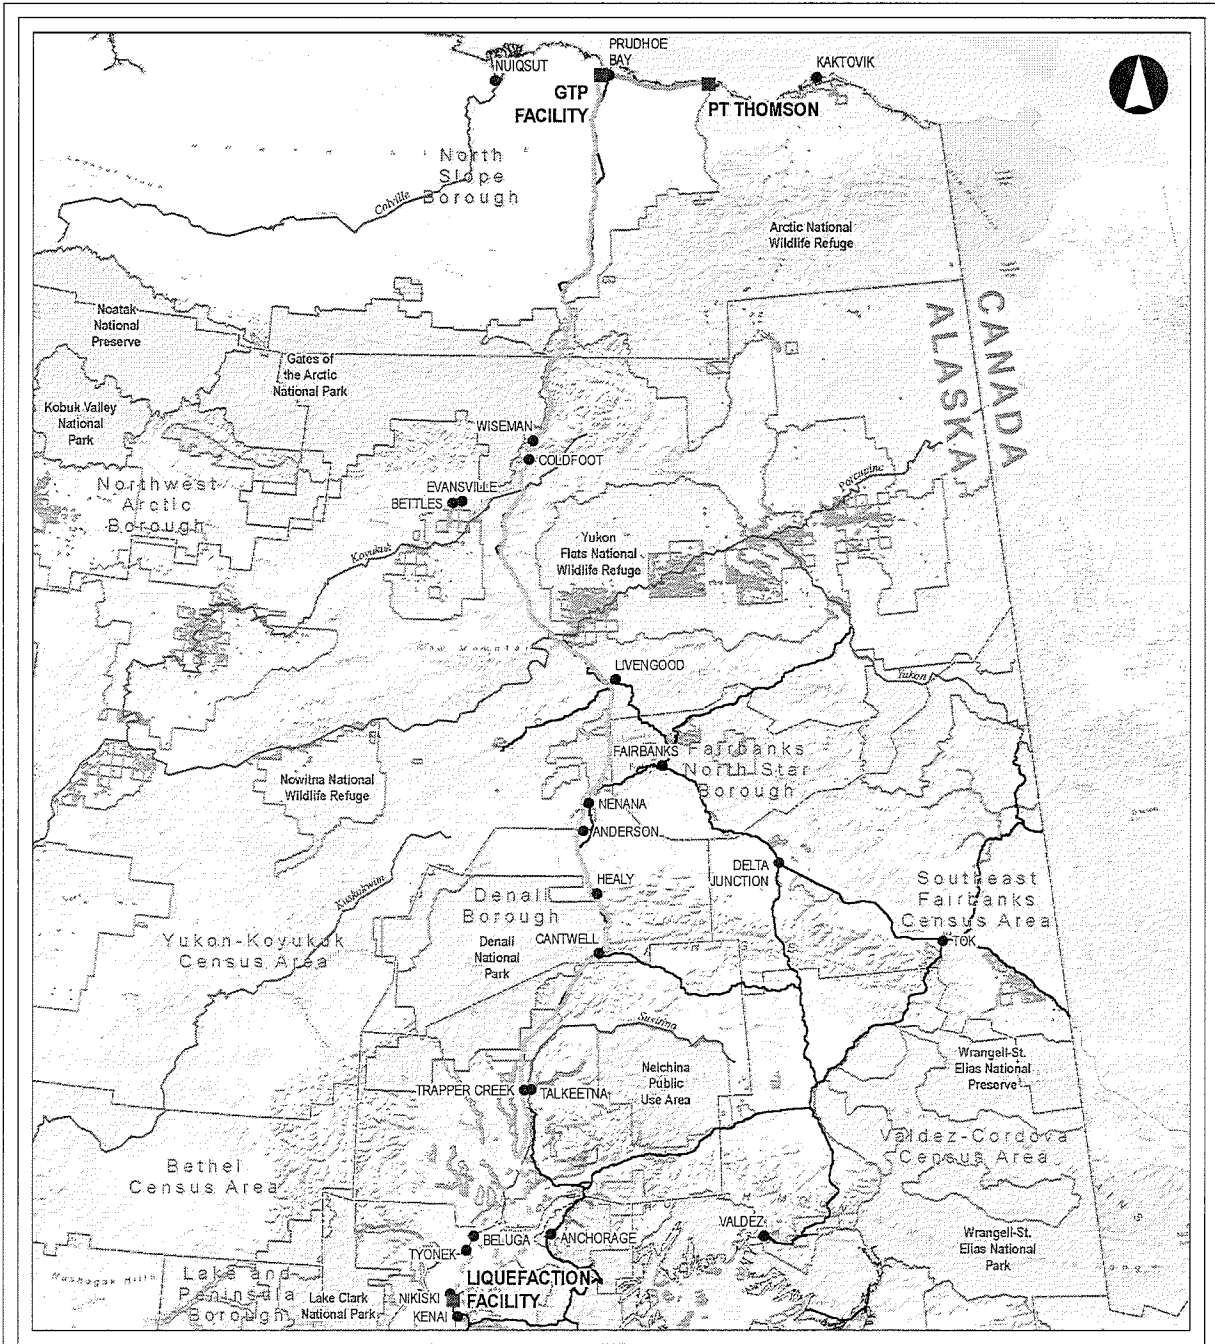 PRUDHOE
BAY
NUIQSUT
KAKTOVIK
GTP
FACILITY
PT THOMSON
North
Slope
Borough
Colville
Arctic National
Wildlife Refuge
CANADA
ALASKA
Noatak
National
Preserve
Gates of
the Arctic
National Park
Kobuk Valley
National
Park
WISEMAN
COLDFOOT
EVANSVILLE
BETTLES
Northwest
Arctic
Borough
Porcupine
Koyukuk
Yukon
Flats National
Wildlife Refuge
LIVENGOOD
Yukon
FAIRBANKS
Fairbanks
North Star
Borough
Nowitna National
Wildlife Refuge
NENANA
ANDERSON
DELTA
JUNCTION
HEALY
Denali
Borough
Southeast
Fairbanks
Census Area
Kuskokwim
Yukon-Koyukuk
Census Area
CANTWELL
Denali
National
Park
TOK
Susitna
Nelchina
Public
Use Area
Wrangell-St.
Elias National
Preserve
TRAPPER CREEK
TALKEETNA
Valdez-Cordova
Census Area
Bethel
Census Area
VALDEZ
BELUGA
ANCHORAGE
TYONEK
Wrangell-St.
Elias National
Park
Nushagak Hills
Lake and
Peninsula
Borough
Lake Clark
National Park
LIQUEFACTION
FACILITY
NIKISKI
KENAI